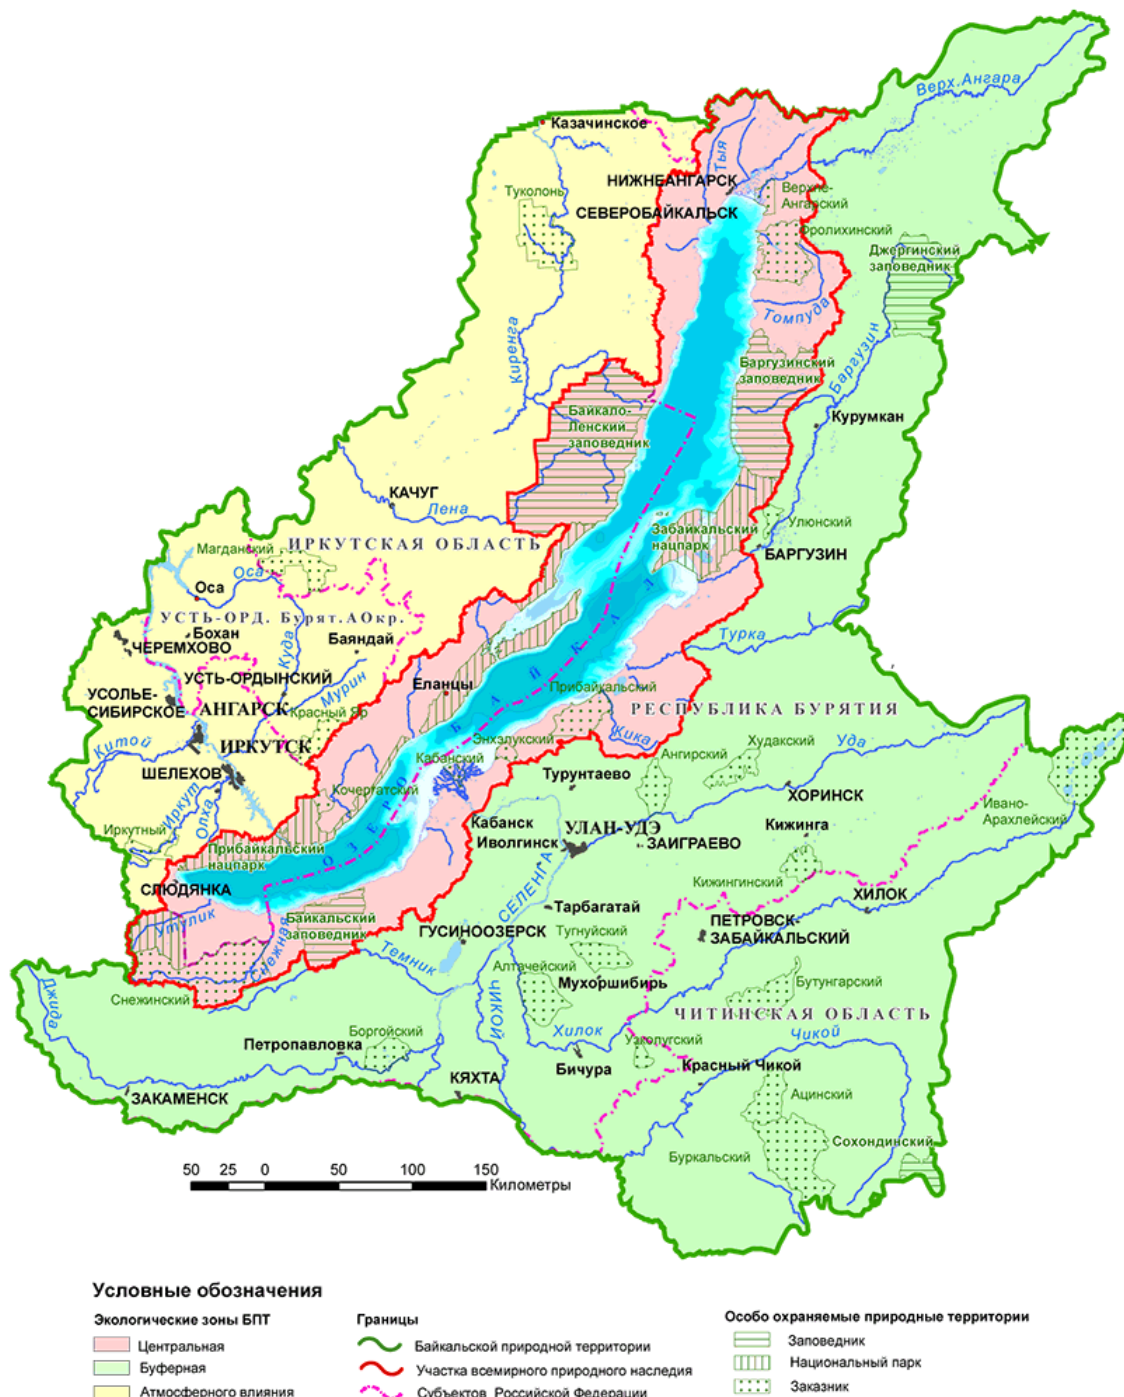 Верх.Ангара
Казачинское
Тыя
НИЖНЕАНГАРСК
Верхне-
Ангарский
Туколонь
СЕВЕРОБАЙКАЛЬСК
Фролихинский
Джергинский
заповедник
Томпуда
Киренга
Баргузин
Баргузинский
заповедник
Байкало-
Ленский
заповедник
Курумкан
КАЧУГ
Лена
Улюнский
Забайкальский
нацпарк
БАРГУЗИН
Магданский
ИРКУТСКАЯ ОБЛАСТЬ
Оса
Оса
УСТЬ-ОРД. Бурят.АОкр.
Бохан
ЧЕРЕМХОВО
Куда
Баяндай
Турка
УСТЬ-ОРДЫНСКИЙ
Мурин
Еланцы
Прибайкальский
УСОЛЬЕ-
СИБИРСКОЕ
АНГАРСК
Красный Яр
РЕСПУБЛИКА БУРЯТИЯ
Китой
ИРКУТСК
Энхэлукский
Кика
Ангирский
Худакский
Уда
Кабанский
ШЕЛЕХОВ
Турунтаево
Кочергатский
ХОРИНСК
Иркут
Олха
ОЗЕРО БАЙКАЛ
Ивано-
Арахлейский
Иркутный
Кабанск
УЛАН-УДЭ
Кижинга
Иволгинск
ЗАИГРАЕВО
Прибайкальский
нацпарк
СЛЮДЯНКА
Кижингинский
ХИЛОК
СЕЛЕНГА
Тарбагатай
Утулик
Снежная
Байкальский
заповедник
ГУСИНООЗЕРСК
ПЕТРОВСК-
ЗАБАЙКАЛЬСКИЙ
Тугнуйский
Темник
Алтачейский
Мухоршибирь
Бутунгарский
Джида
Снежинский
ЧИКОЙ
ЧИТИНСКАЯ ОБЛАСТЬ
Боргойский
Хилок
Чикой
Петропавловка
Узколугский
Бичура
Красный Чикой
КЯХТА
ЗАКАМЕНСК
Ацинский
Сохондинский
Буркальский
50 25 0 50 100 150
Километры
Условные обозначения
Экологические зоны БПТ
Центральная
Буферная
Атмосферного влияния
Границы
Байкальской природной территории
Участка всемирного природного наследия
Субъектов Российской Федерации
Особо охраняемые природные территории
Заповедник
Национальный парк
Заказник